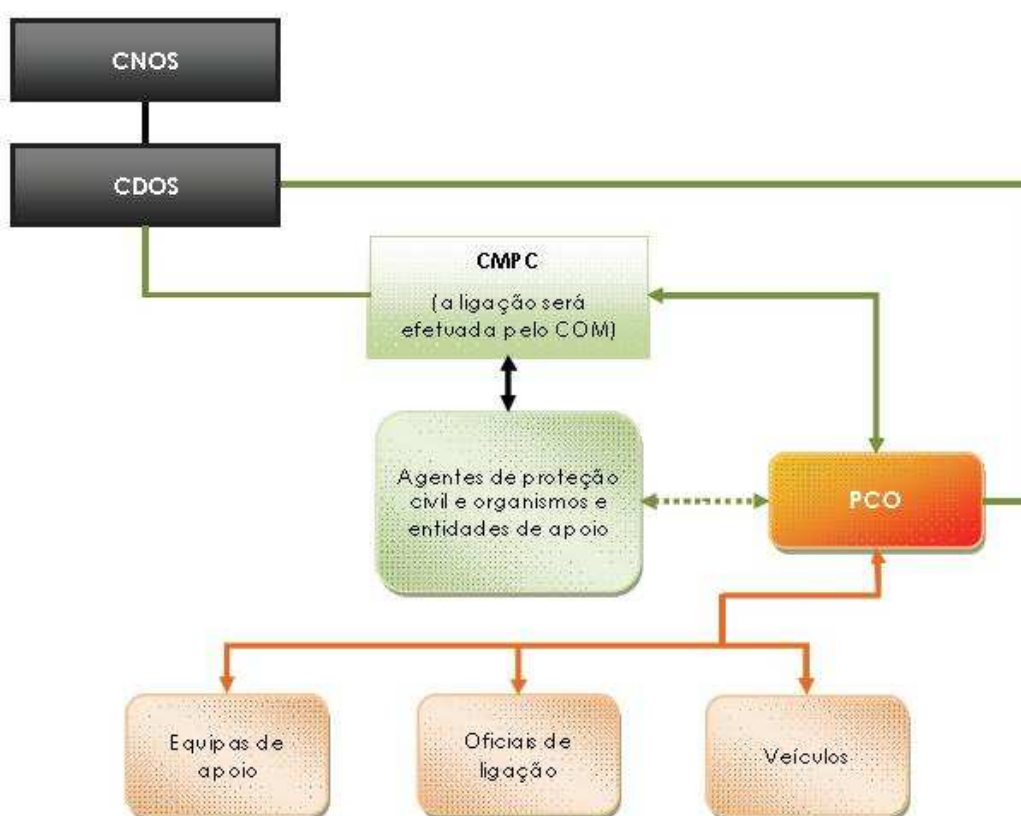 CNOS
CDOS
CMPC
(a ligação será
efetuada pelo COM)
Agentes de proteção
civil e organismos e
entidades de apoio
PCO
Equipas de
apoio
Oficiais de
ligação
Veículos